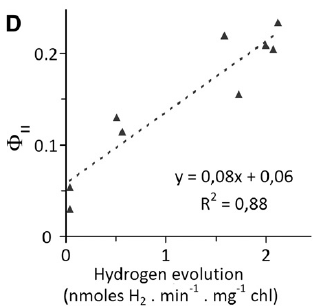 D
0.2
0.1
0
ΦII
y = 0,08x + 0,06
R² = 0,88
0
1
2
Hydrogen evolution
(nmoles H₂ . min⁻¹ . mg⁻¹ chl)